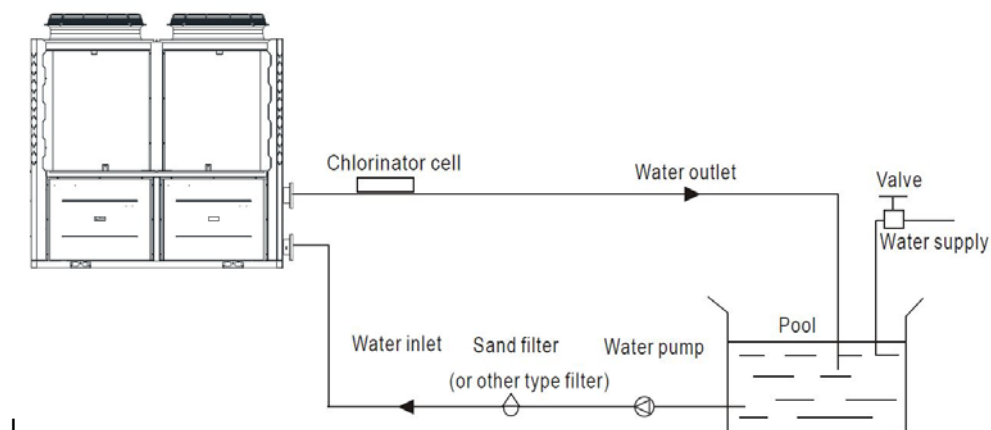 Chlorinator cell
Water outlet
Valve
Water supply
Pool
Water inlet
Sand filter
(or other type filter)
Water pump